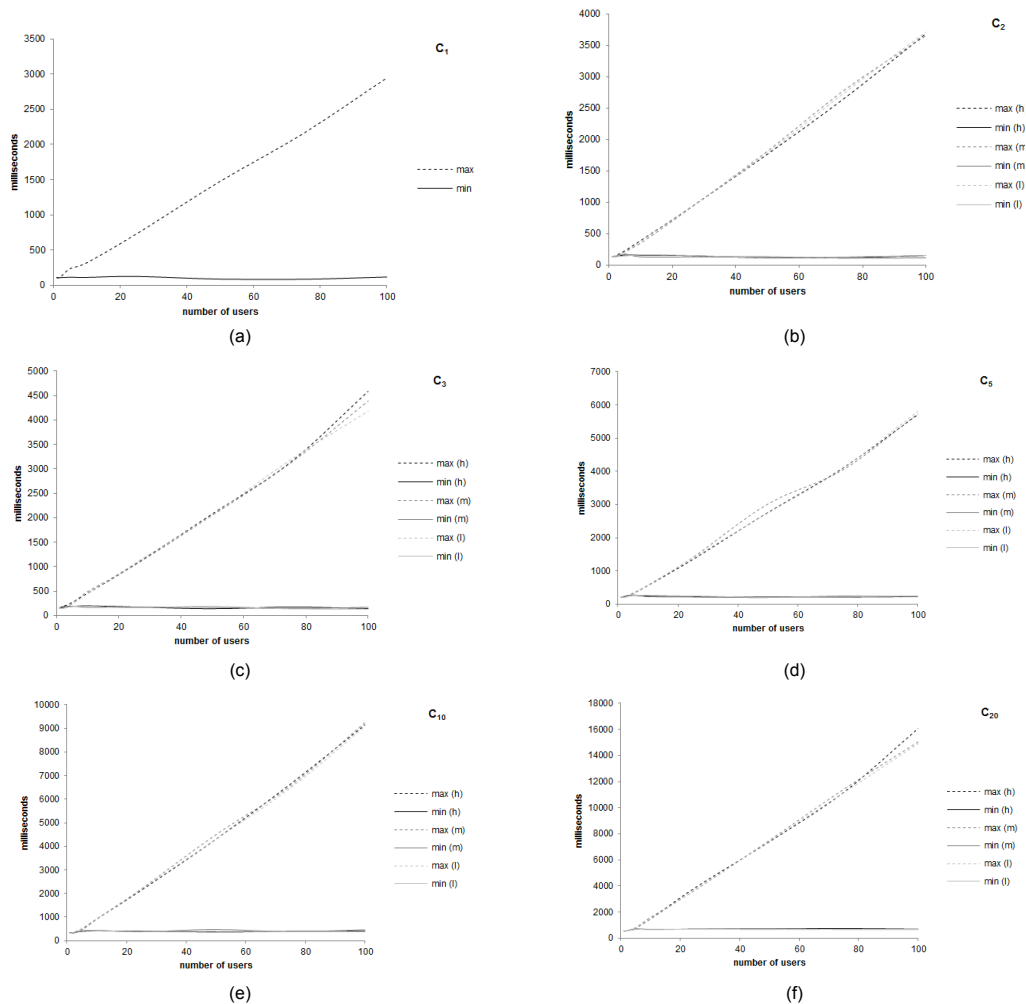 C1
3500
3000
2500
2000
1500
1000
500
0
milliseconds
0 20 40 60 80 100
number of users
max
min
(a)
C2
4000
3500
3000
2500
2000
1500
1000
500
0
milliseconds
0 20 40 60 80 100
number of users
max (h
min (h)
max (m
min (m
max (l)
min (l)
(b)
C3
5000
4500
4000
3500
3000
2500
2000
1500
1000
500
0
milliseconds
0 20 40 60 80 100
number of users
max (h)
min (h)
max (m)
min (m)
max (l)
min (l)
(c)
C5
7000
6000
5000
4000
3000
2000
1000
0
milliseconds
0 20 40 60 80 100
number of users
max (h)
min (h)
max (m)
min (m)
max (l)
min (l)
(d)
C10
10000
9000
8000
7000
6000
5000
4000
3000
2000
1000
0
milliseconds
0 20 40 60 80 100
number of users
max (h)
min (h)
max (m)
min (m)
max (l)
min (l)
(e)
C20
18000
16000
14000
12000
10000
8000
6000
4000
2000
0
milliseconds
0 20 40 60 80 100
number of users
max (h)
min (h)
max (m)
min (m)
max (l)
min (l)
(f)